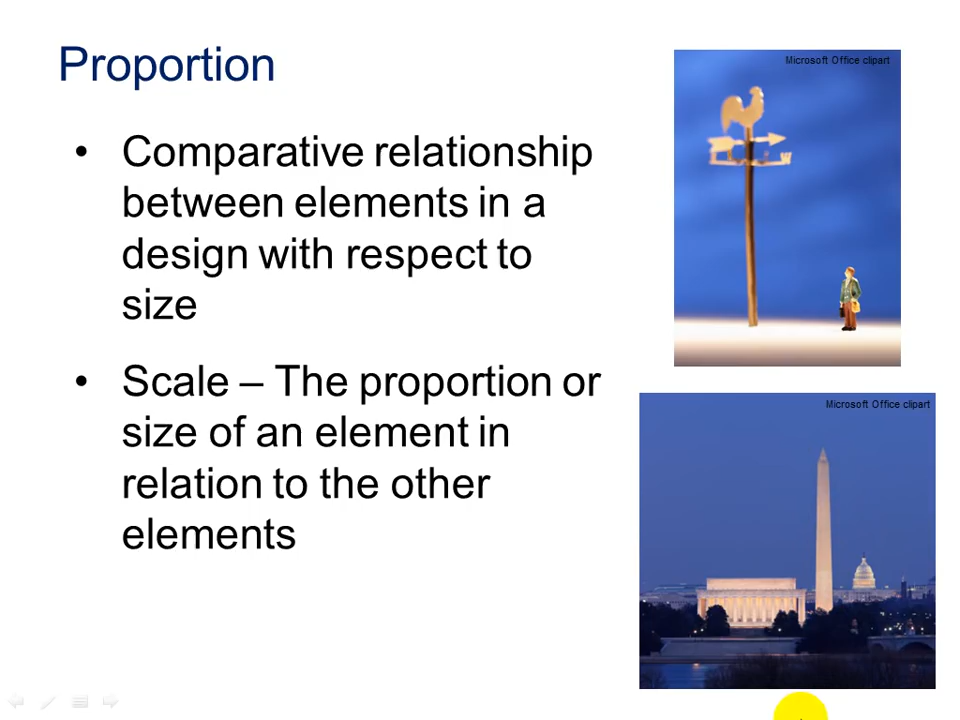 Proportion
Microsoft Office clipart
• Comparative relationship
between elements in a
design with respect to
size
• Scale – The proportion or
size of an element in
relation to the other
elements
Microsoft Office clipart
W